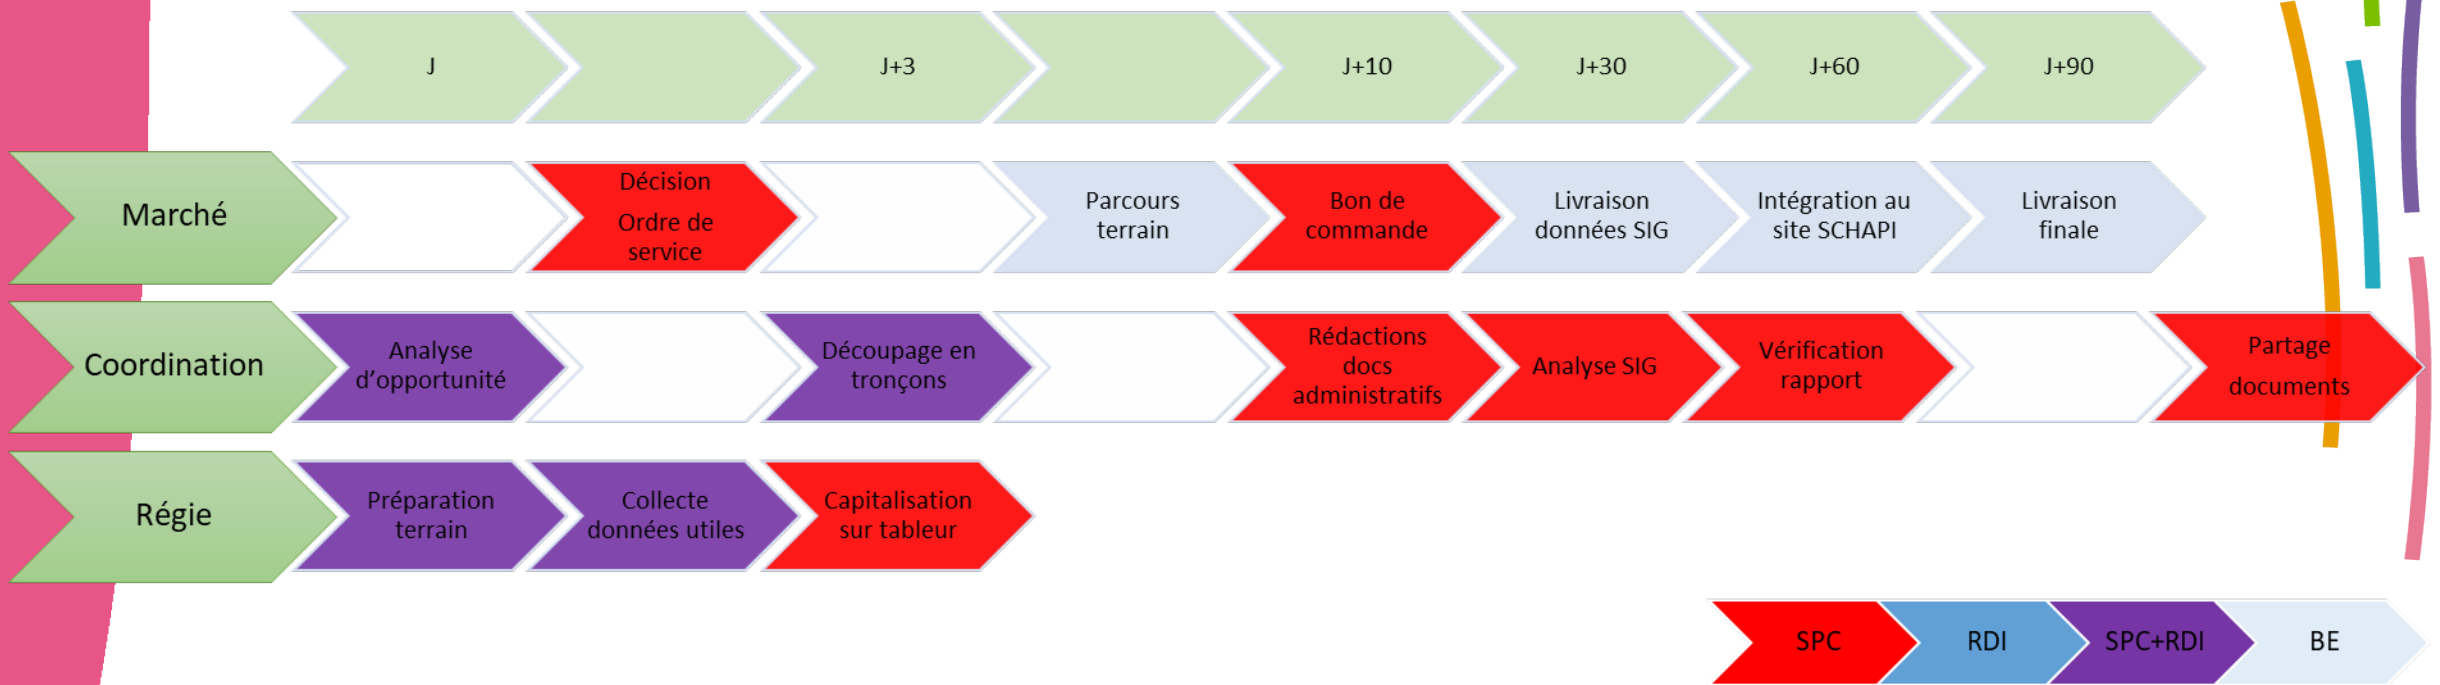 J
J+3
J+10
J+30
J+60
J+90
Marché
Décision
Ordre de
service
Parcours
terrain
Bon de
commande
Livraison
données SIG
Intégration au
site SCHAPI
Livraison
finale
Coordination
Analyse
d’opportunité
Découpage en
tronçons
Rédactions
docs
administratifs
Analyse SIG
Vérification
rapport
Partage
documents
Régie
Préparation
terrain
Collecte
données utiles
Capitalisation
sur tableur
SPC
RDI
SPC+RDI
BE